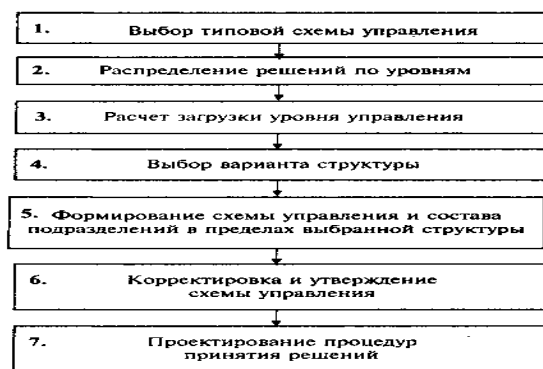 1. Выбор типовой схемы управления
2. Распределение решений по уровням
3. Расчет загрузки уровня управления
4. Выбор варианта структуры
5. Формирование схемы управления и состава
подразделений в пределах выбранной структуры
6. Корректировка и утверждение
схемы управления
7. Проектирование процедур
принятия решений